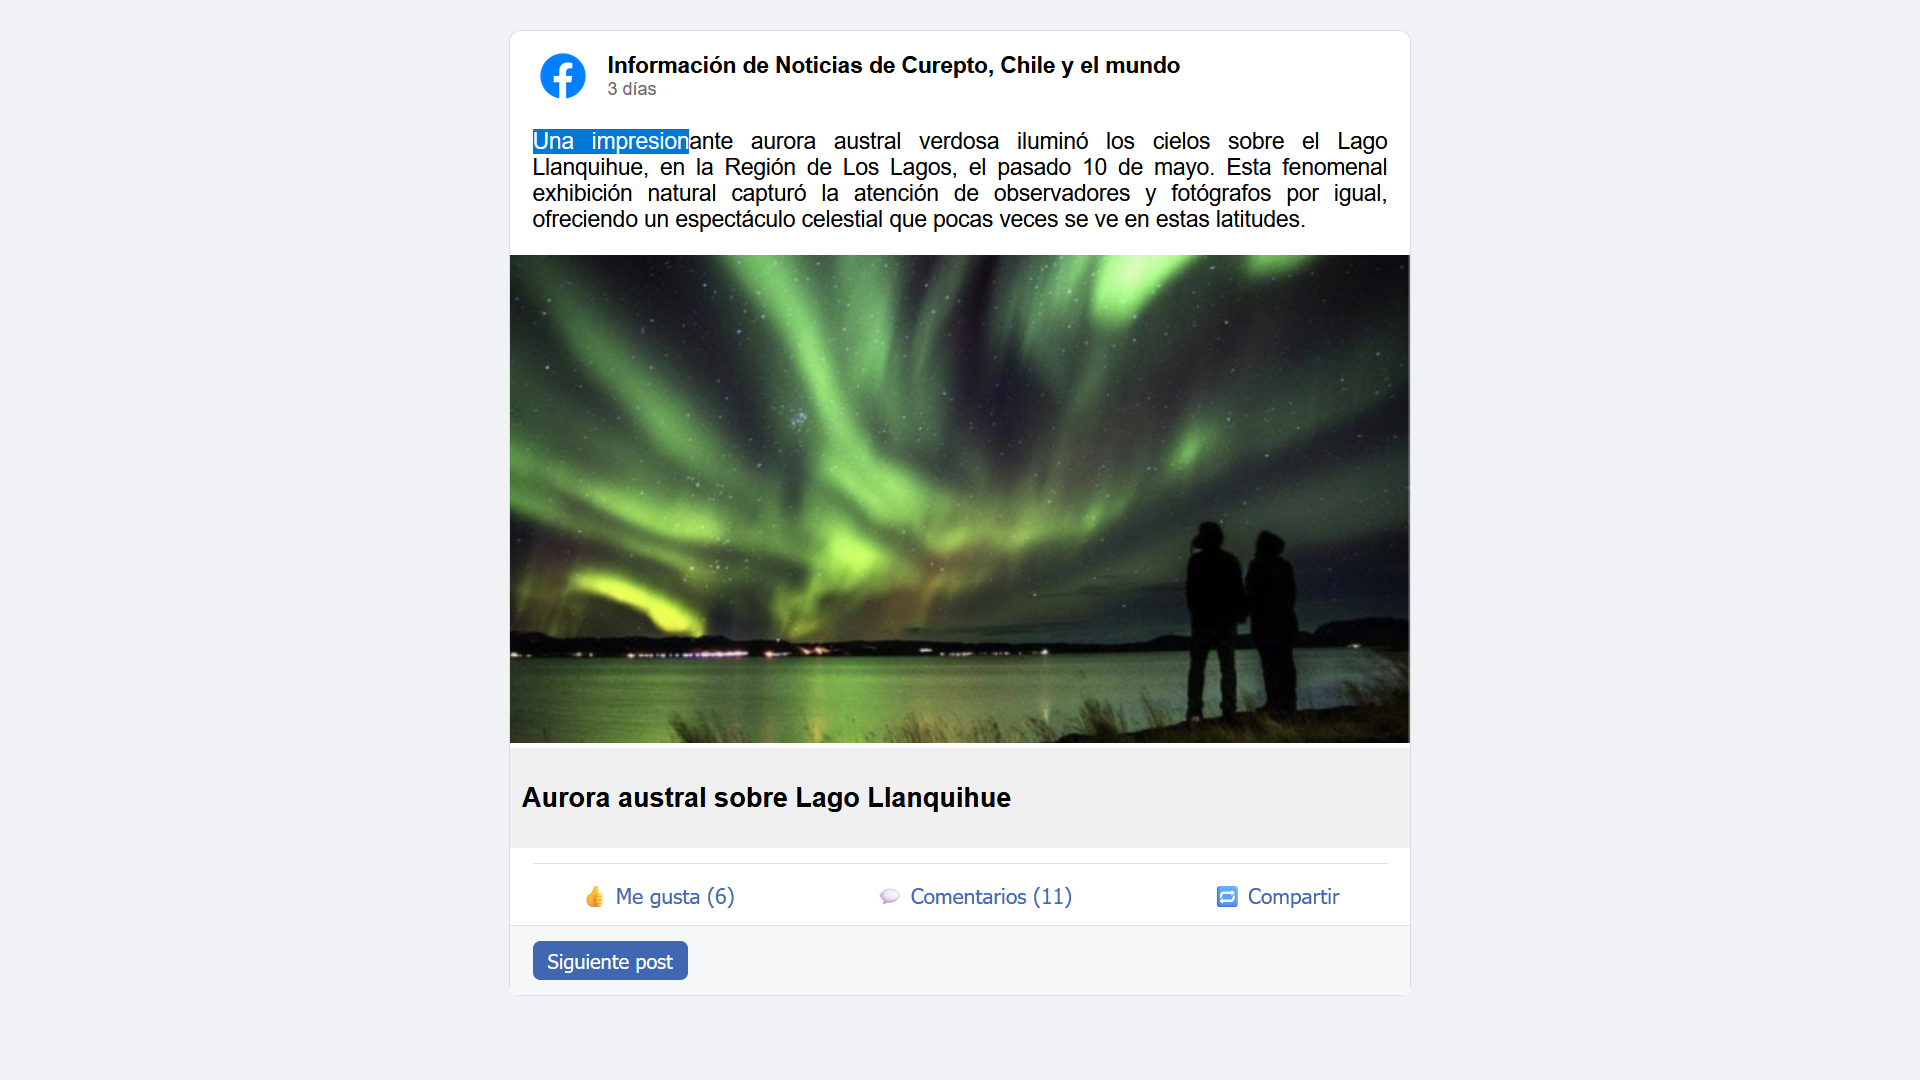 Información de Noticias de Curepto, Chile y el mundo
3 días
Una impresionante aurora austral verdosa iluminó los cielos sobre el Lago
Llanquihue, en la Región de Los Lagos, el pasado 10 de mayo. Esta fenomenal
exhibición natural capturó la atención de observadores y fotógrafos por igual,
ofreciendo un espectáculo celestial que pocas veces se ve en estas latitudes.
Aurora austral sobre Lago Llanquihue
👍 Me gusta (6) 💬 Comentarios (11) 🔁 Compartir
Siguiente post